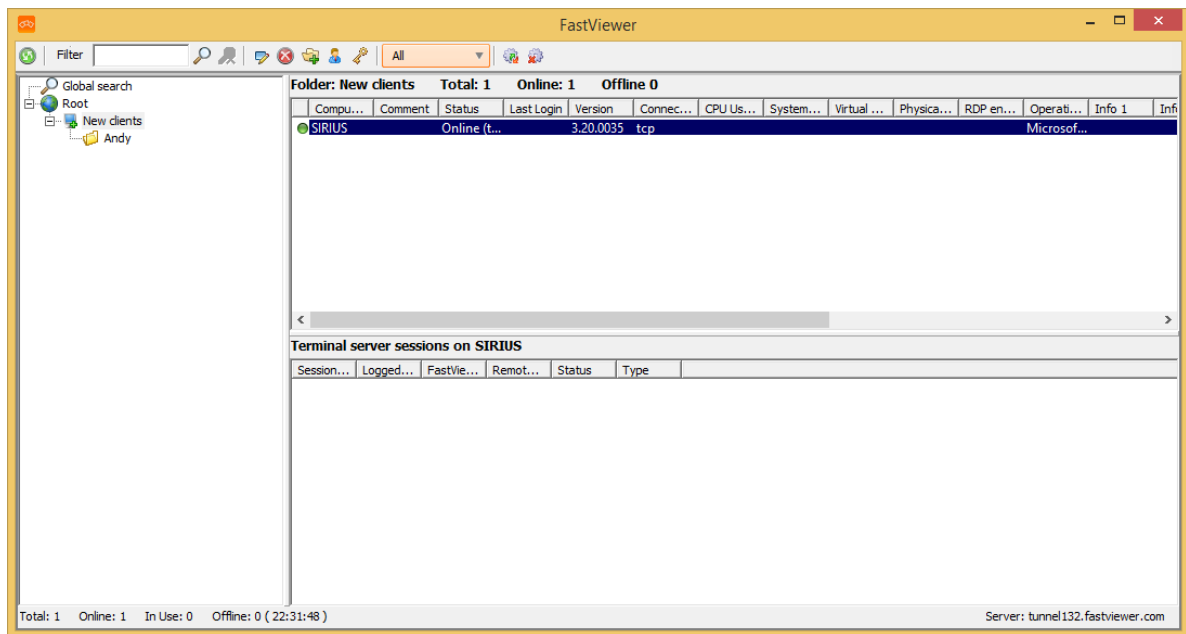 FastViewer
Filter All
Global search
Root
New clients
Andy
Folder: New clients Total: 1 Online: 1 Offline 0
Compu... Comment Status Last Login Version Connec... CPU Us... System... Virtual ... Physica... RDP en... Operati... Info 1 Inf
SIRIUS Online (t... 3.20.0035 tcp Microsof...
Terminal server sessions on SIRIUS
Session... Logged... FastVie... Remot... Status Type
Total: 1 Online: 1 In Use: 0 Offline: 0 ( 22:31:48 ) Server: tunnel132.fastviewer.com